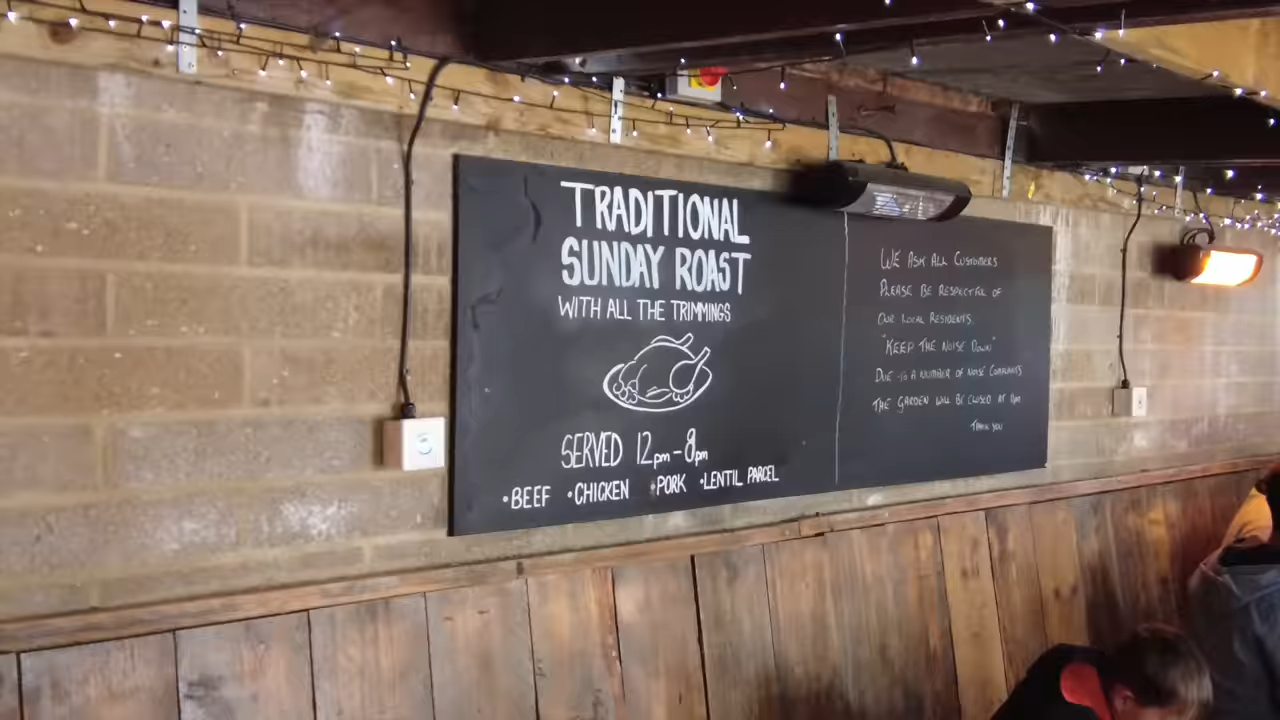 TRADITIONAL
SUNDAY ROAST
WITH ALL THE TRIMMINGS
SERVED 12pm-8pm
•BEEF •CHICKEN •PORK •LENTIL PARCEL
WE ASK ALL CUSTOMERS
PLEASE BE RESPECTFUL OF
OUR LOCAL RESIDENTS.
"KEEP THE NOISE DOWN"
DUE TO A NUMBER OF NOISE COMPLAINTS
THE GARDEN WILL BE CLOSED AT
THANK YOU